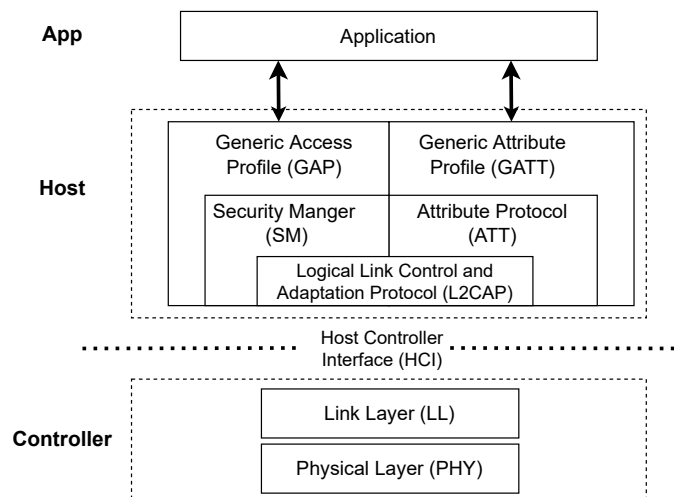 App
Application
Generic Access
Profile (GAP)
Generic Attribute
Profile (GATT)
Host
Security Manger
(SM)
Attribute Protocol
(ATT)
Logical Link Control and
Adaptation Protocol (L2CAP)
Host Controller
Interface (HCI)
Link Layer (LL)
Controller
Physical Layer (PHY)